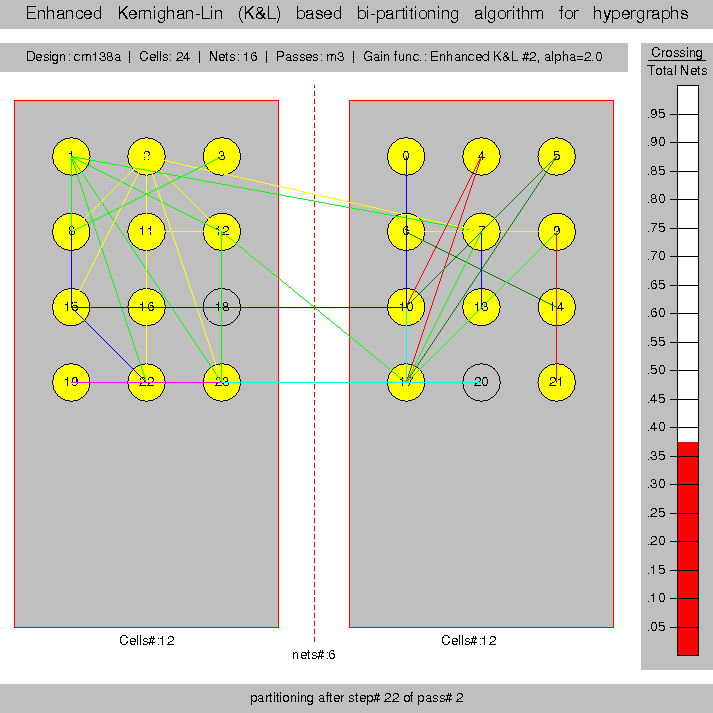 Enhanced Kernighan-Lin (K&L) based bi-partitioning algorithm for hypergraphs
Design: cm138a | Cells: 24 | Nets: 16 | Passes: m3 | Gain func.: Enhanced K&L #2, alpha=2.0
Crossing
Total Nets
1 2 3 0 4 5
8 11 12 6 7 9
15 16 18 10 13 14
19 22 23 17 20 21
.95
.90
.85
.80
.75
.70
.65
.60
.55
.50
.45
.40
.35
.30
.25
.20
.15
.10
.05
Cells#:12
Cells#:12
nets#:6
partitioning after step# 22 of pass# 2